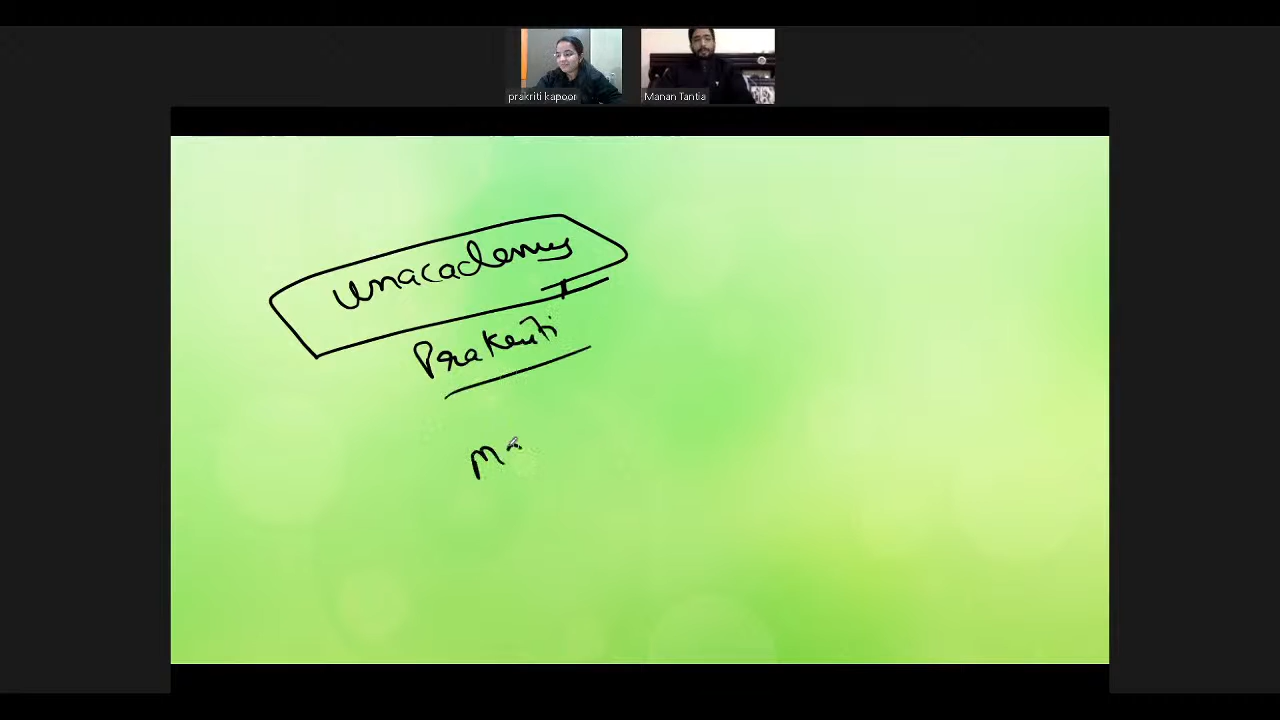 prakriti kapoor
Manan Tantia
unacademy
Prakriti